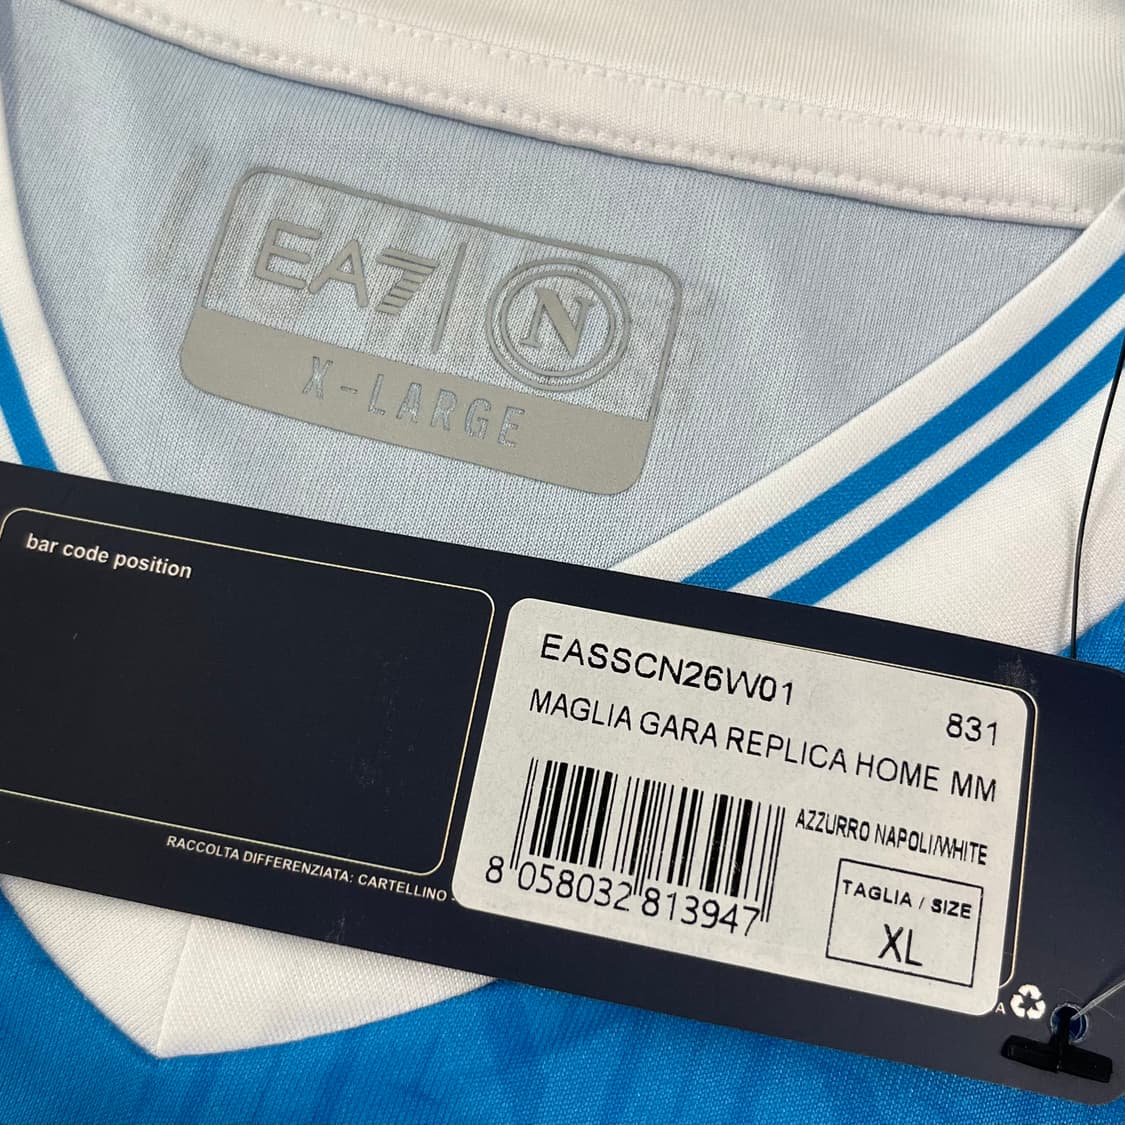 EA7 N
X-LARGE
bar code position
RACCOLTA DIFFERENZIATA: CARTELLINO -
EASSCN26W01
831
MAGLIA GARA REPLICA HOME MM
AZZURRO NAPOLI/WHITE
8 058032 813947
TAGLIA / SIZE
XL
A